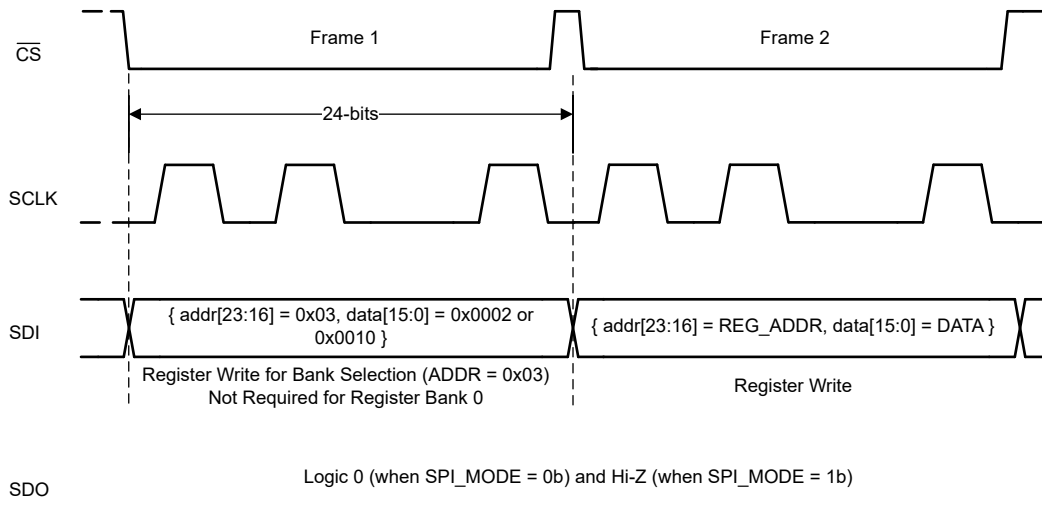 Frame 1
Frame 2
C̅S̅
24-bits
SCLK
{ addr[23:16] = 0x03, data[15:0] = 0x0002 or
0x0010 }
{ addr[23:16] = REG_ADDR, data[15:0] = DATA }
SDI
Register Write for Bank Selection (ADDR = 0x03)
Not Required for Register Bank 0
Register Write
Logic 0 (when SPI_MODE = 0b) and Hi-Z (when SPI_MODE = 1b)
SDO